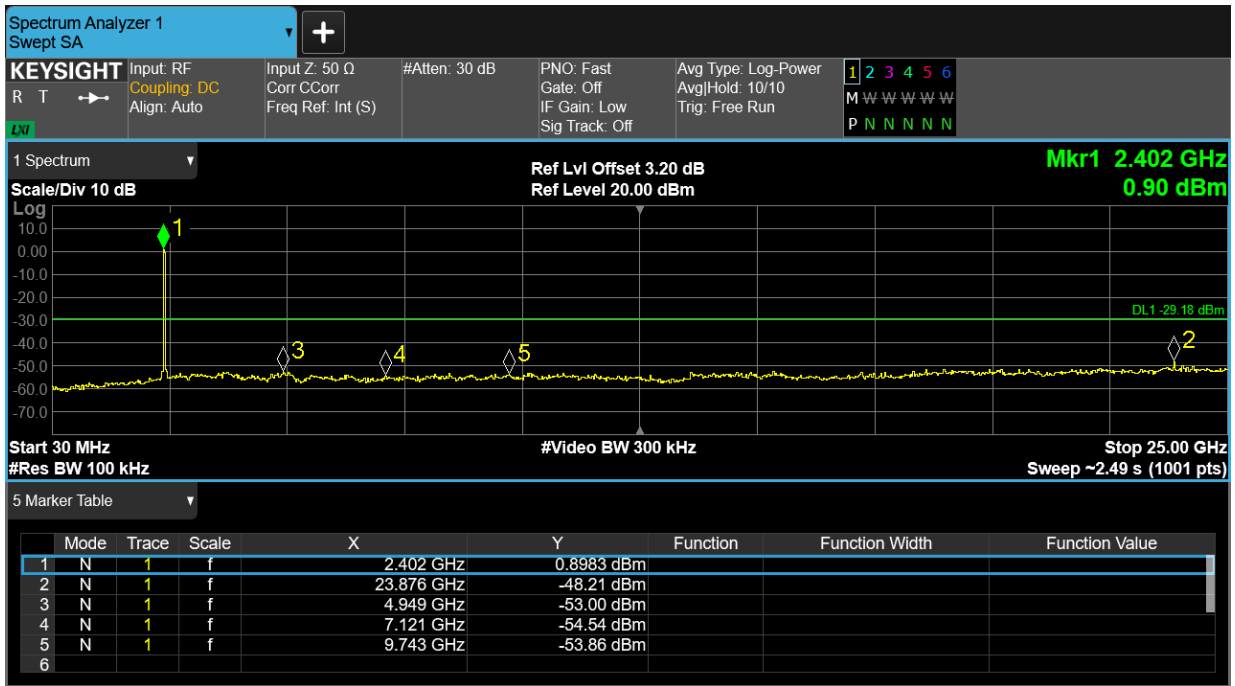 Spectrum Analyzer 1
Swept SA
+
KEYSIGHT
R T
LXI
Input: RF
Coupling: DC
Align: Auto
Input Z: 50 Ω
Corr CCorr
Freq Ref: Int (S)
#Atten: 30 dB
PNO: Fast
Gate: Off
IF Gain: Low
Sig Track: Off
Avg Type: Log-Power
Avg|Hold: 10/10
Trig: Free Run
1 2 3 4 5 6
M W W W W W
P N N N N N
1 Spectrum
Scale/Div 10 dB
Log
Ref Lvl Offset 3.20 dB
Ref Level 20.00 dBm
Mkr1 2.402 GHz
0.90 dBm
10.0
0.00
-10.0
-20.0
-30.0
-40.0
-50.0
-60.0
-70.0
1
DL1 -29.18 dBm
2
3
4
5
Start 30 MHz
#Res BW 100 kHz
#Video BW 300 kHz
Stop 25.00 GHz
Sweep ~2.49 s (1001 pts)
5 Marker Table
Mode Trace Scale X Y Function Function Width Function Value
1 N 1 f 2.402 GHz 0.8983 dBm
2 N 1 f 23.876 GHz -48.21 dBm
3 N 1 f 4.949 GHz -53.00 dBm
4 N 1 f 7.121 GHz -54.54 dBm
5 N 1 f 9.743 GHz -53.86 dBm
6